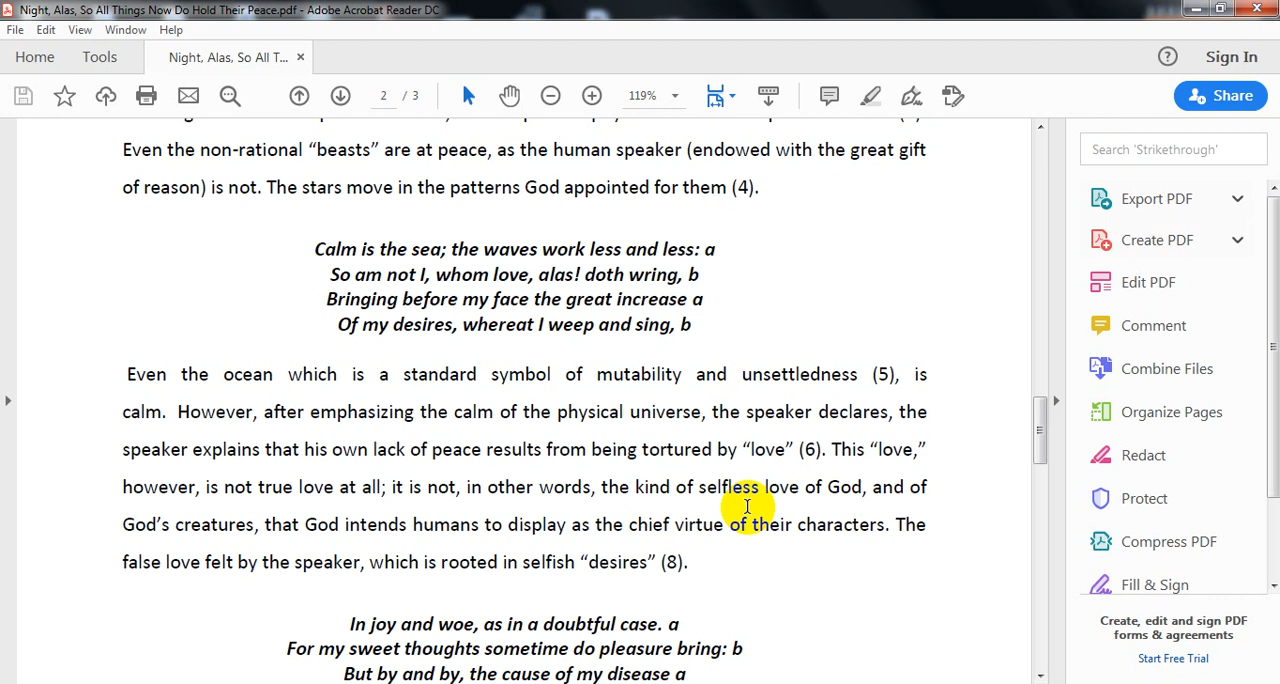 Night, Alas, So All Things Now Do Hold Their Peace.pdf - Adobe Acrobat Reader DC
File Edit View Window Help
Home Tools Night, Alas, So All T... × ? Sign In
2 / 3 119% Share
Even the non-rational “beasts” are at peace, as the human speaker (endowed with the great gift
of reason) is not. The stars move in the patterns God appointed for them (4).
Calm is the sea; the waves work less and less: a
So am not I, whom love, alas! doth wring, b
Bringing before my face the great increase a
Of my desires, whereat I weep and sing, b
Even the ocean which is a standard symbol of mutability and unsettledness (5), is
calm. However, after emphasizing the calm of the physical universe, the speaker declares, the
speaker explains that his own lack of peace results from being tortured by “love” (6). This “love,”
however, is not true love at all; it is not, in other words, the kind of selfless love of God, and of
God’s creatures, that God intends humans to display as the chief virtue of their characters. The
false love felt by the speaker, which is rooted in selfish “desires” (8).
In joy and woe, as in a doubtful case. a
For my sweet thoughts sometime do pleasure bring: b
But by and by, the cause of my disease a
Search 'Strikethrough'
Export PDF
Create PDF
Edit PDF
Comment
Combine Files
Organize Pages
Redact
Protect
Compress PDF
Fill & Sign
Create, edit and sign PDF
forms & agreements
Start Free Trial